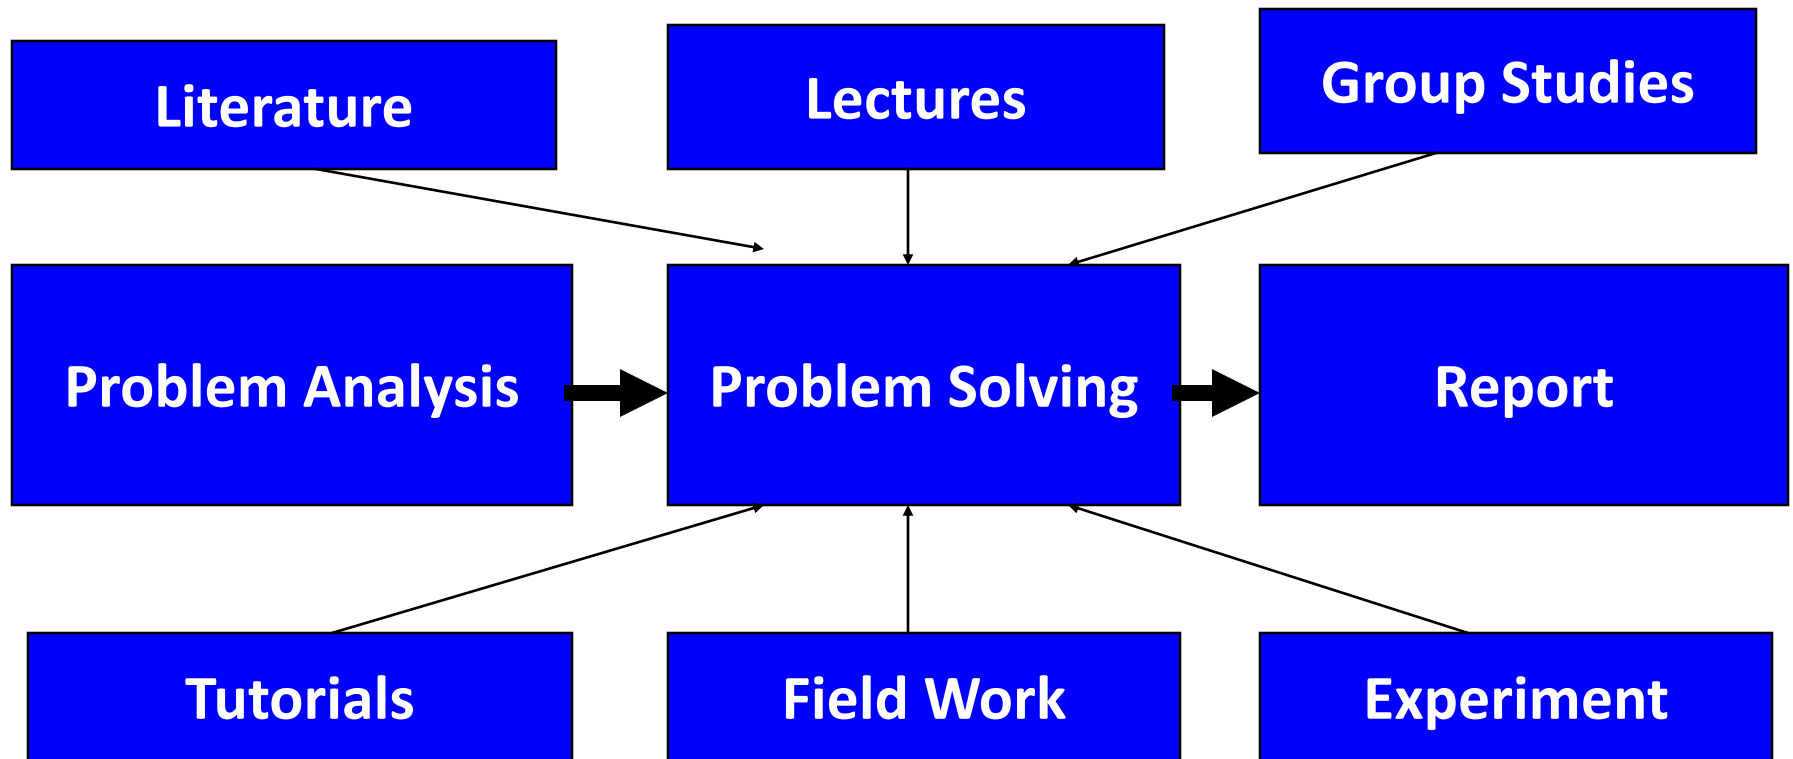 Literature
Lectures
Group Studies
Problem Analysis
Problem Solving
Report
Tutorials
Field Work
Experiment